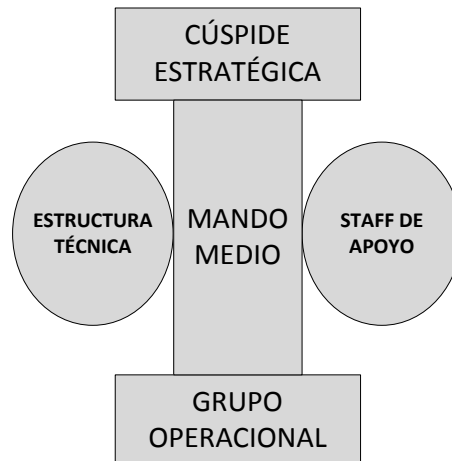 CÚSPIDE
ESTRATÉGICA
ESTRUCTURA
TÉCNICA
MANDO
MEDIO
STAFF DE
APOYO
GRUPO
OPERACIONAL